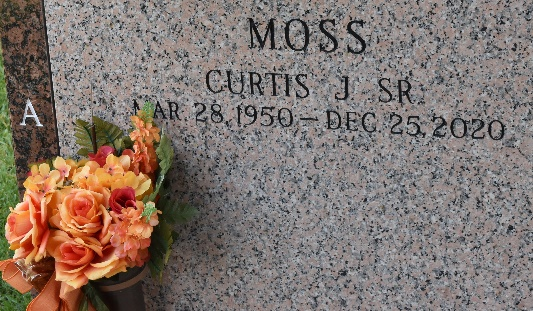 MOSS
CURTIS J SR
MAR 28, 1950 – DEC 25, 2020
A